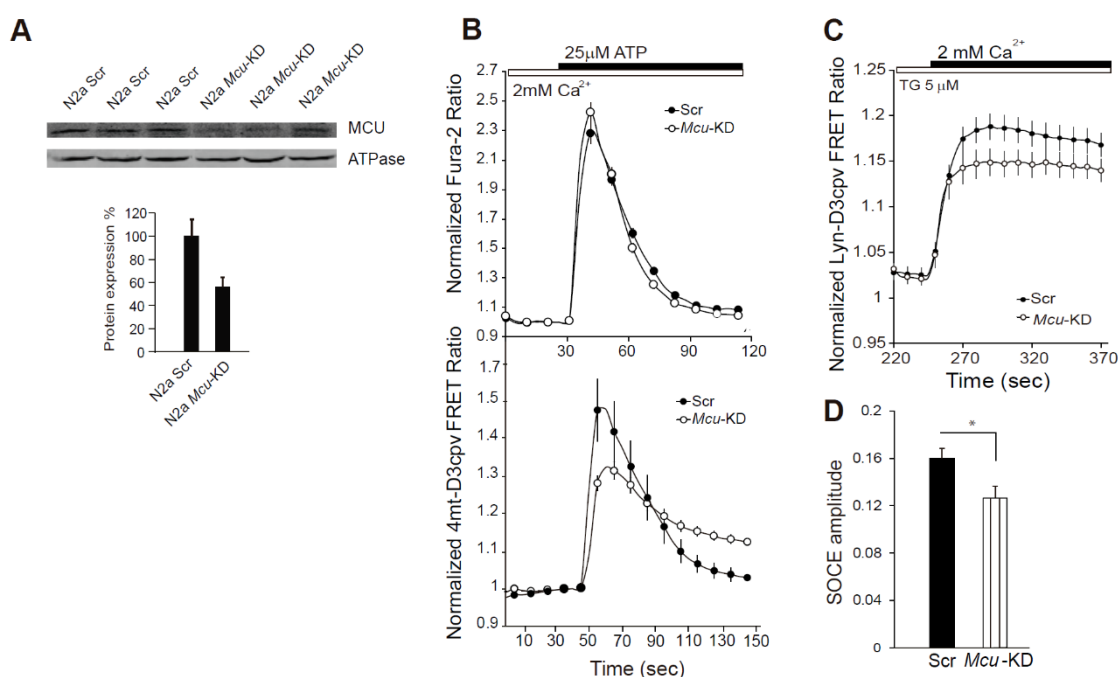 A
N2a Scr
N2a Scr
N2a Scr
N2a Mcu-KD
N2a Mcu-KD
N2a Mcu-KD
MCU
ATPase
Protein expression %
120
100
80
60
40
20
0
N2a Scr
N2a Mcu-KD
B
25μM ATP
2mM Ca²⁺
Normalized Fura-2 Ratio
2.7
2.5
2.3
2.1
1.9
1.7
1.5
1.3
1.1
0.9
Scr
Mcu-KD
0 30 60 90 120
Normalized 4mt-D3cpv FRET Ratio
1.7
1.5
1.4
1.3
1.2
1.1
1
0.9
Scr
Mcu-KD
10 30 50 70 90 110 130 150
Time (sec)
C
2 mM Ca²⁺
TG 5 μM
Normalized Lyn-D3cpv FRET Ratio
1.25
1.20
1.15
1.10
1.05
1
0.95
Scr
Mcu-KD
220 270 320 370
Time (sec)
D
SOCE amplitude
0.2
0.16
0.12
0.08
0.04
0
*
Scr Mcu-KD